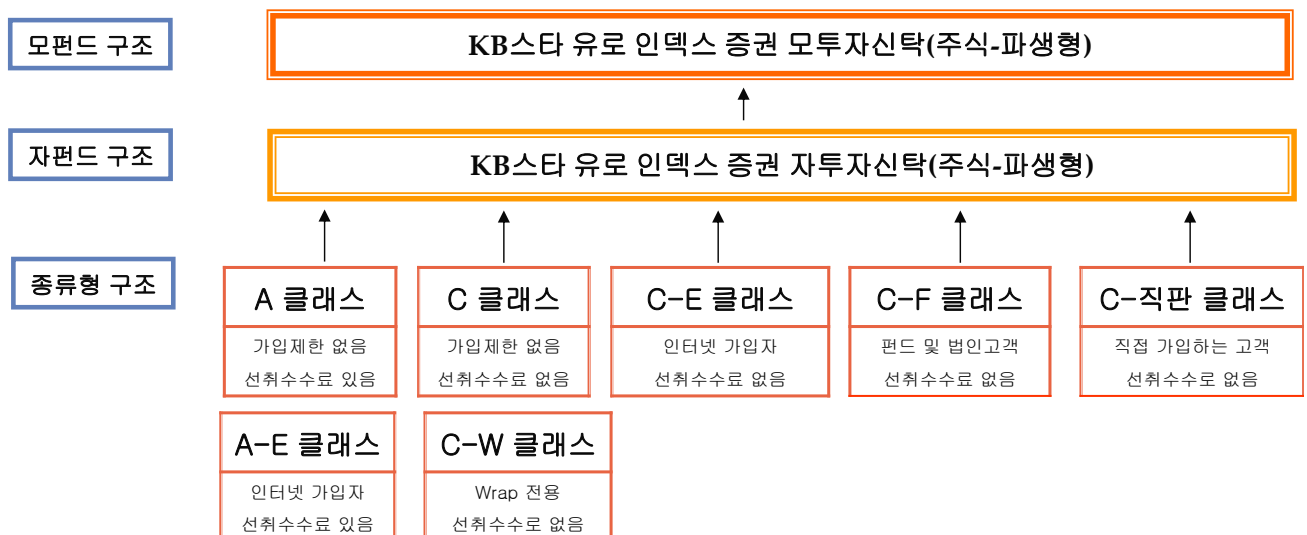 모펀드 구조
KB스타 유로 인덱스 증권 모투자신탁(주식-파생형)
자펀드 구조
KB스타 유로 인덱스 증권 자투자신탁(주식-파생형)
종류형 구조
A 클래스
가입제한 없음
선취수수료 있음
C 클래스
가입제한 없음
선취수수료 없음
C-E 클래스
인터넷 가입자
선취수수료 없음
C-F 클래스
펀드 및 법인고객
선취수수료 없음
C-직판 클래스
직접 가입하는 고객
선취수수로 없음
A-E 클래스
인터넷 가입자
선취수수료 있음
C-W 클래스
Wrap 전용
선취수수로 없음